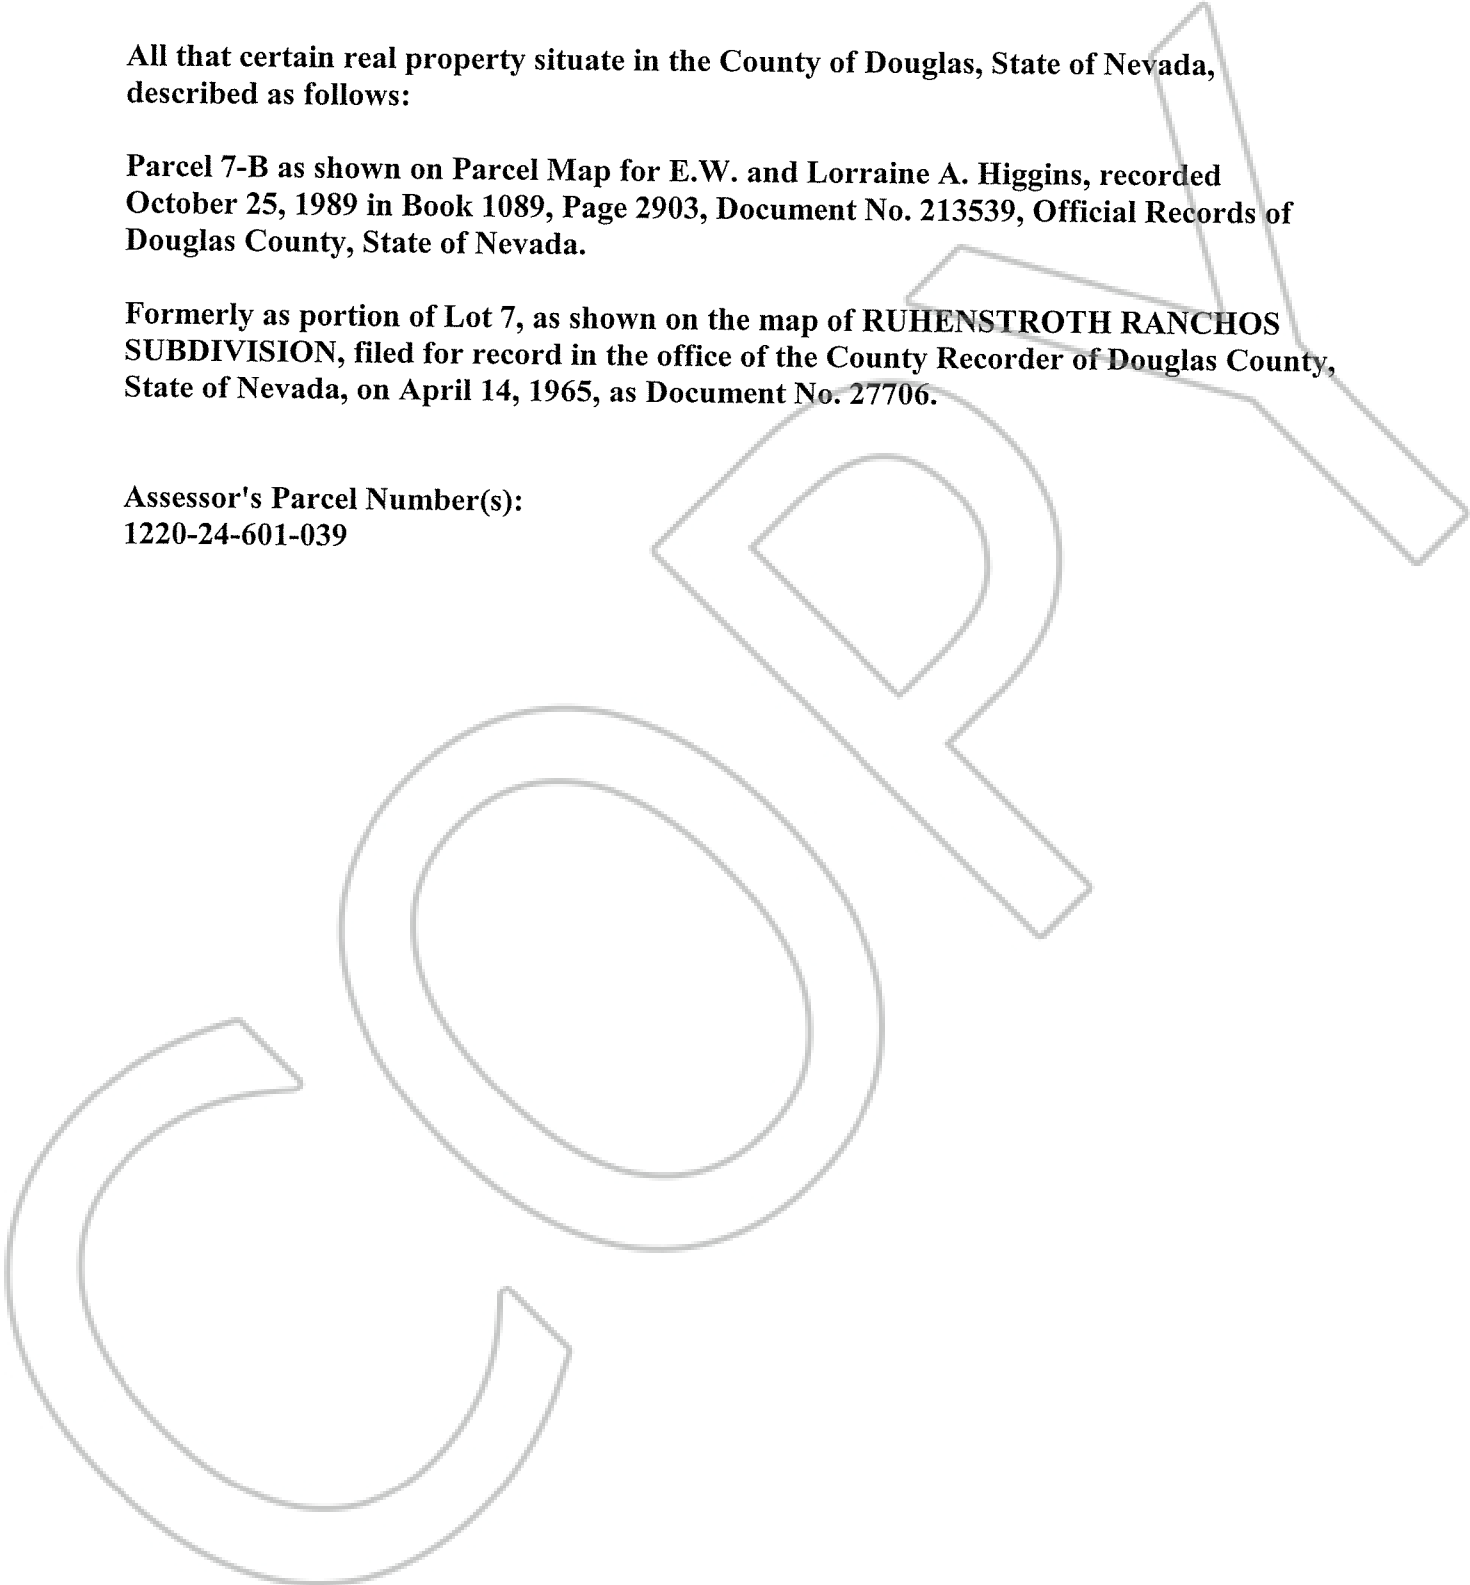 All that certain real property situate in the County of Douglas, State of Nevada,
described as follows:
Parcel 7-B as shown on Parcel Map for E.W. and Lorraine A. Higgins, recorded
October 25, 1989 in Book 1089, Page 2903, Document No. 213539, Official Records of
Douglas County, State of Nevada.
Formerly as portion of Lot 7, as shown on the map of RUHENSTROTH RANCHOS
SUBDIVISION, filed for record in the office of the County Recorder of Douglas County,
State of Nevada, on April 14, 1965, as Document No. 27706.
Assessor's Parcel Number(s):
1220-24-601-039
COPY